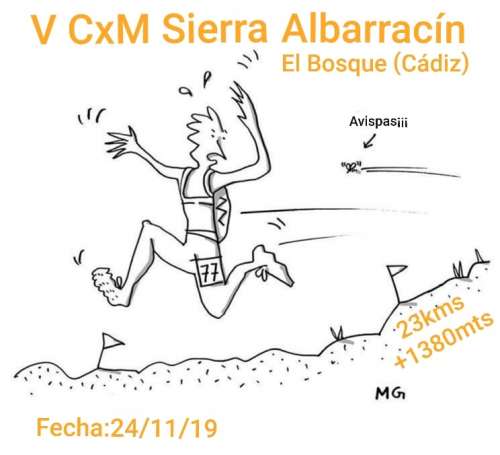 V CxM Sierra Albarracín
El Bosque (Cádiz)
Avispas¡¡¡
77
23kms
+1380mts
MG
Fecha:24/11/19